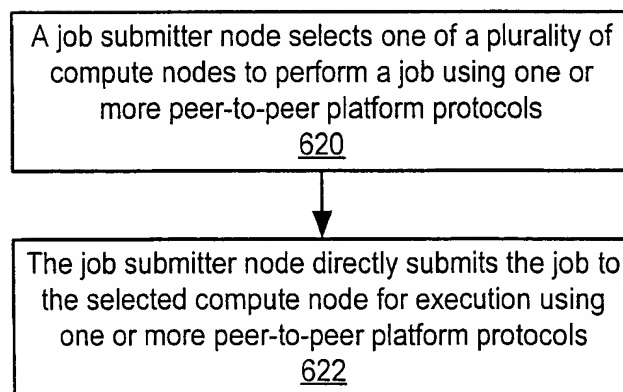 A job submitter node selects one of a plurality of
compute nodes to perform a job using one or
more peer-to-peer platform protocols
620
The job submitter node directly submits the job to
the selected compute node for execution using
one or more peer-to-peer platform protocols
622